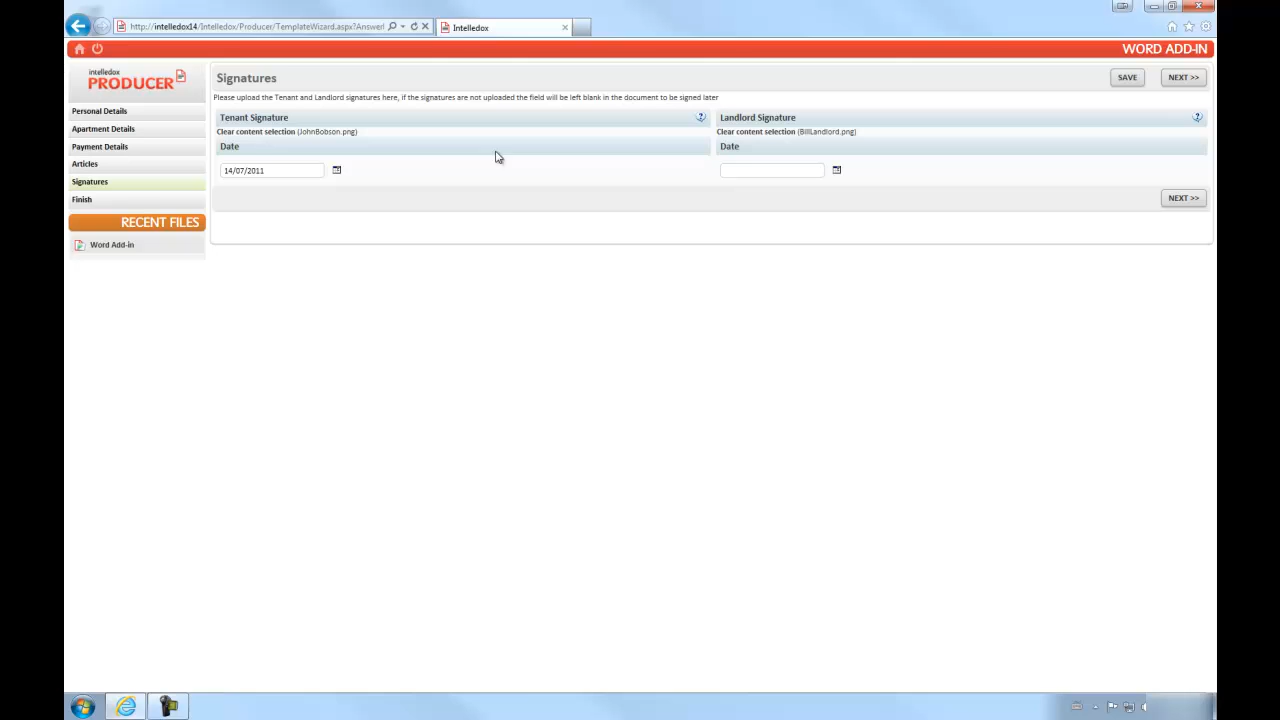 http://intelledox14/Intelledox/Producer/TemplateWizard.aspx?Answerl
Intelledox
WORD ADD-IN
intelledox
PRODUCER
Personal Details
Apartment Details
Payment Details
Articles
Signatures
Finish
RECENT FILES
Word Add-in
Signatures
SAVE
NEXT >>
Please upload the Tenant and Landlord signatures here, if the signatures are not uploaded the field will be left blank in the document to be signed later
Tenant Signature
Landlord Signature
Clear content selection (JohnBobson.png)
Clear content selection (BillLandlord.png)
Date
Date
14/07/2011
NEXT >>